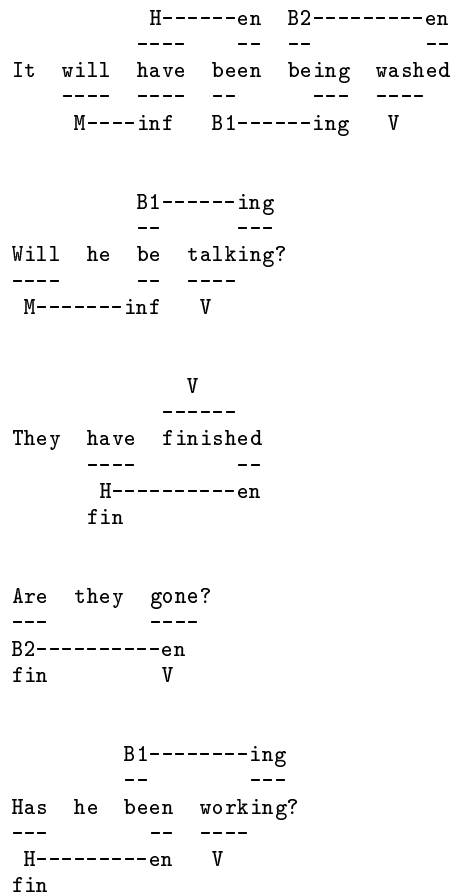 H------en B2---------en
---- -- -- --
It will have been being washed
---- ---- -- --- ----
M----inf B1------ing V
B1------ing
-- ---
Will he be talking?
---- -- ----
M-------inf V
V
------
They have finished
---- --
H----------en
fin
Are they gone?
--- ----
B2----------en
fin V
B1--------ing
-- ---
Has he been working?
--- -- ----
H---------en V
fin